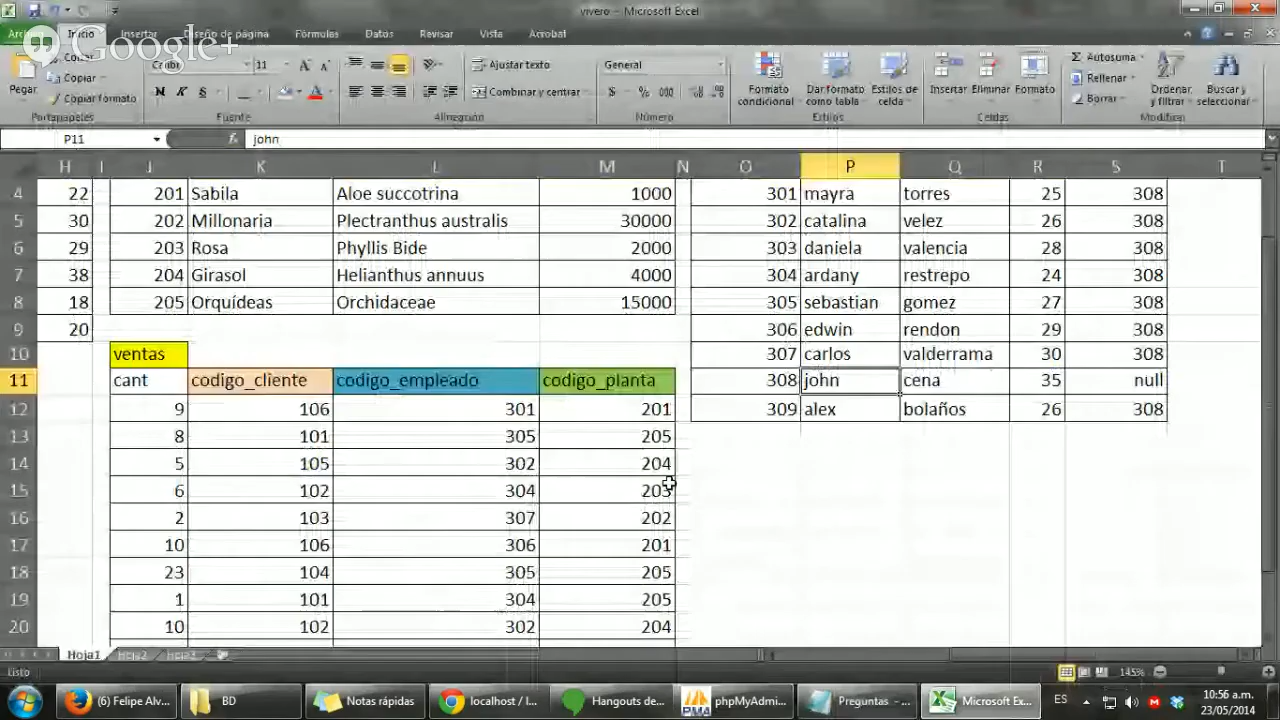 vivero - Microsoft Excel
Google+
Inicio Insertar Diseño de página Fórmulas Datos Revisar Vista Acrobat
Pegar
Copiar
Copiar formato
Portapapeles
11
Fuente
Ajustar texto
Combinar y centrar
Alineación
General
Número
Formato condicional
Dar formato como tabla
Estilos de celda
Estilos
Insertar Eliminar Formato
Celdas
Autosuma
Rellenar
Borrar
Ordenar y filtrar
Buscar y seleccionar
Modificar
P11 fx john
H I J K L M N O P Q R S T
4 22 201 Sabila Aloe succotrina 1000 301 mayra torres 25 308
5 30 202 Millonaria Plectranthus australis 30000 302 catalina velez 26 308
6 29 203 Rosa Phyllis Bide 2000 303 daniela valencia 28 308
7 38 204 Girasol Helianthus annuus 4000 304 ardany restrepo 24 308
8 18 205 Orquídeas Orchidaceae 15000 305 sebastian gomez 27 308
9 20 306 edwin rendon 29 308
10 ventas 307 carlos valderrama 30 308
11 cant codigo_cliente codigo_empleado codigo_planta 308 john cena 35 null
12 9 106 301 201 309 alex bolaños 26 308
13 8 101 305 205
14 5 105 302 204
15 6 102 304 203
16 2 103 307 202
17 10 106 306 201
18 23 104 305 205
19 1 101 304 205
20 10 102 302 204
Hoja1 Hoja2 Hoja3
Listo 145%
(6) Felipe Alv... BD Notas rápidas localhost / l... Hangouts de... phpMyAdmi... Preguntas - ... Microsoft Ex... ES 10:56 a.m.
23/05/2014